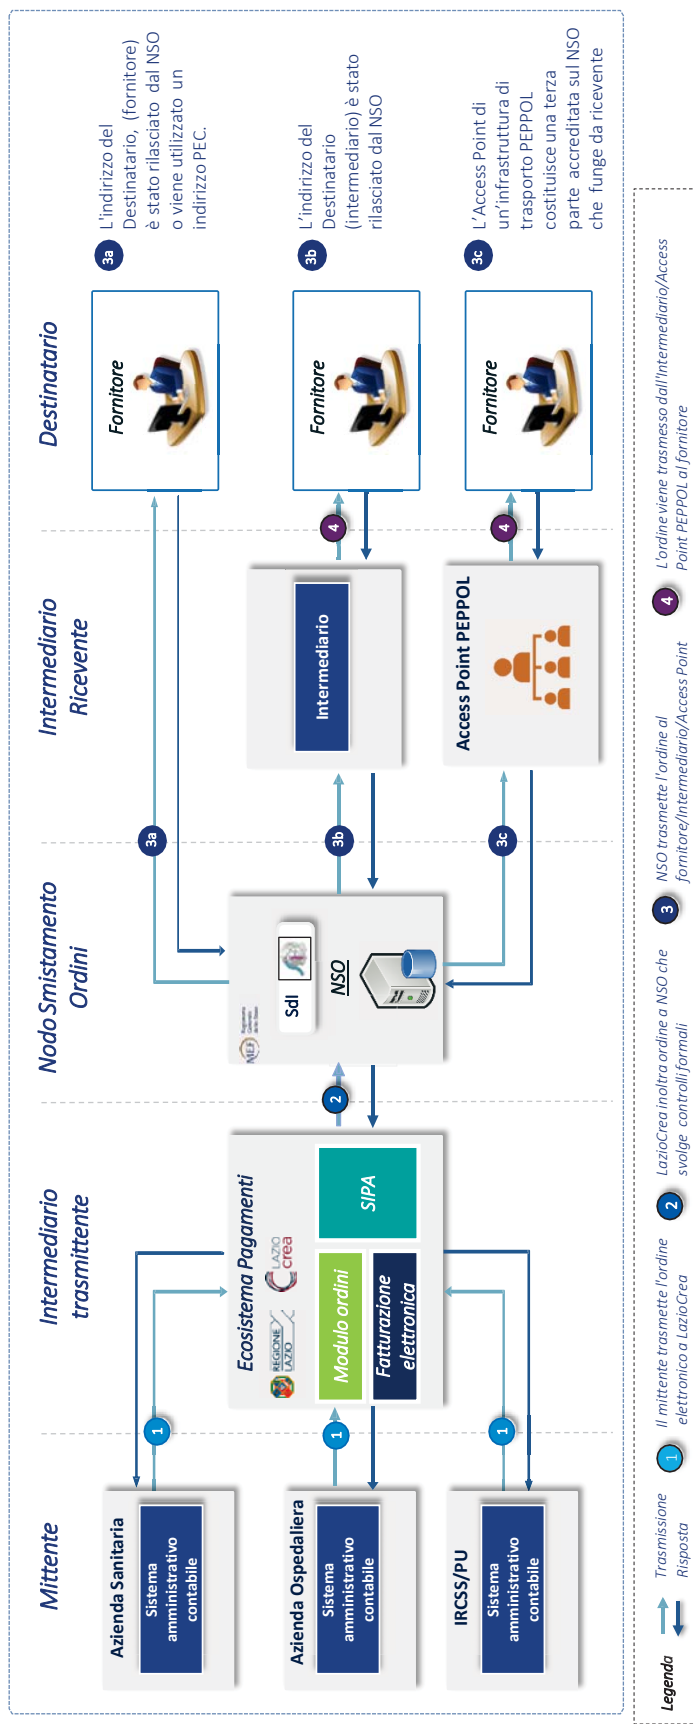 Mittente
Intermediario
trasmittente
Nodo Smistamento
Ordini
Intermediario
Ricevente
Destinatario
Azienda Sanitaria
Sistema
amministrativo
contabile
Azienda Ospedaliera
Sistema
amministrativo
contabile
IRCSS/PU
Sistema
amministrativo
contabile
1
1
1
Ecosistema Pagamenti
REGIONE
LAZIO
LAZIO
crea
Modulo ordini
Fatturazione
elettronica
SIPA
2
MEF
SdI
NSO
3a
3b
3c
Intermediario
Access Point PEPPOL
4
4
Fornitore
Fornitore
Fornitore
3a
L'indirizzo del
Destinatario, (fornitore)
è stato rilasciato dal NSO
o viene utilizzato un
indirizzo PEC.
3b
L'indirizzo del
Destinatario
(intermediario) è stato
rilasciato dal NSO
3c
L'Access Point di
un'infrastruttura di
trasporto PEPPOL
costituisce una terza
parte accreditata sul NSO
che funge da ricevente
Legenda
Trasmissione
Risposta
1
Il mittente trasmette l'ordine
elettronico a LazioCrea
2
LazioCrea inoltra ordine a NSO che
svolge controlli formali
3
NSO trasmette l'ordine al
fornitore/Intermediario/Access Point
4
L'ordine viene trasmesso dall'Intermediario/Access
Point PEPPOL al fornitore